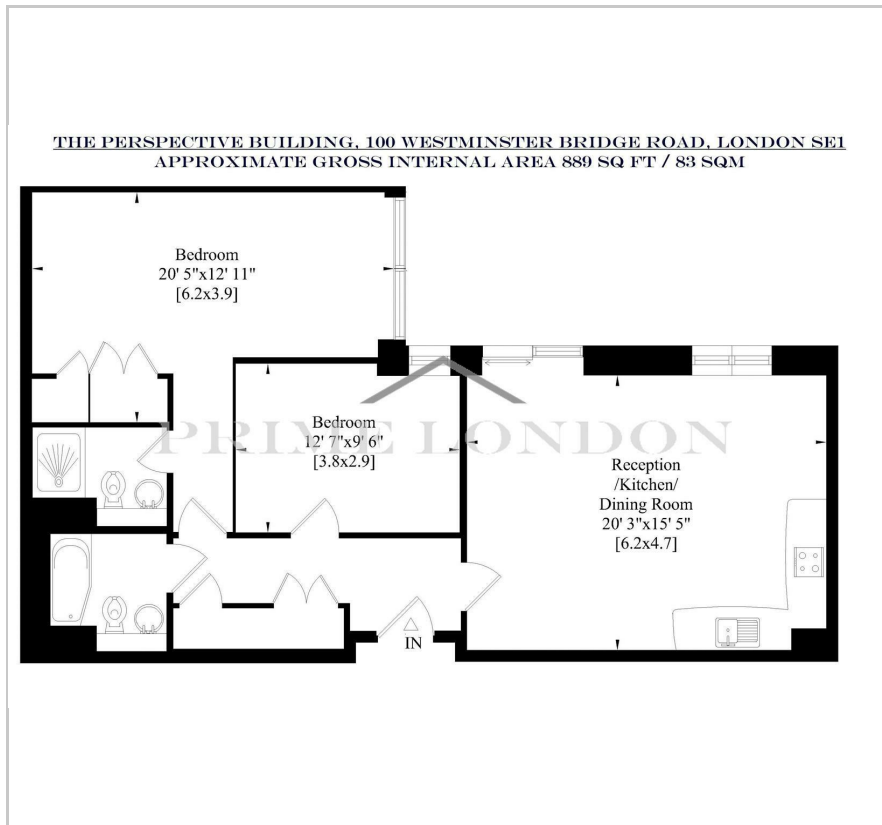 THE PERSPECTIVE BUILDING, 100 WESTMINSTER BRIDGE ROAD, LONDON SE1
APPROXIMATE GROSS INTERNAL AREA 889 SQ FT / 83 SQM
Bedroom
20' 5"x12' 11"
[6.2x3.9]
Bedroom
12' 7"x9' 6"
[3.8x2.9]
PRIME LONDON
Reception
/Kitchen/
Dining Room
20' 3"x15' 5"
[6.2x4.7]
IN